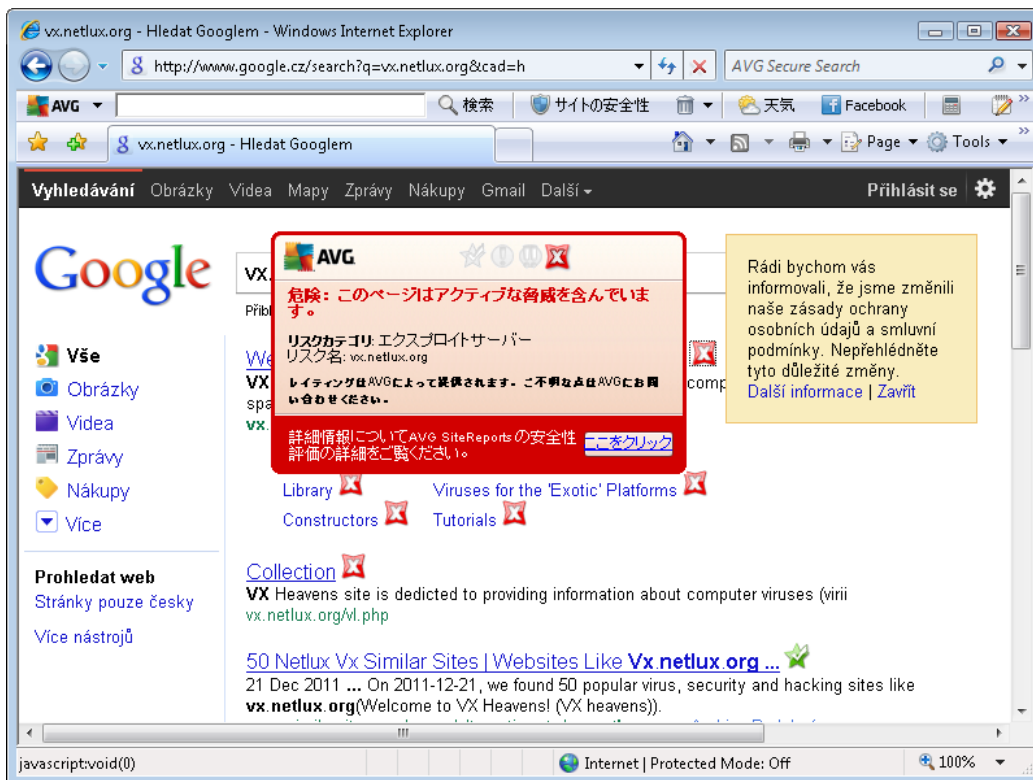 vx.netlux.org - Hledat Googlem - Windows Internet Explorer
http://www.google.cz/search?q=vx.netlux.org&cad=h
AVG Secure Search
AVG
検索
サイトの安全性
天気
Facebook
vx.netlux.org - Hledat Googlem
Page
Tools
Vyhledávání Obrázky Videa Mapy Zprávy Nákupy Gmail Další
Přihlásit se
Google
vx.
Přibl
AVG
危険: このページはアクティブな脅威を含んでいま
す。
リスクカテゴリ: エクスプロイトサーバー
リスク名: vx.netlux.org
レイティングはAVGによって提供されます. ご不明な点はAVGにお問
い合わせください.
詳細情報についてAVG SiteReportsの安全性
評価の詳細をご覧ください。
ここをクリック
Rádi bychom vás
informovali, že jsme změnili
naše zásady ochrany
osobních údajů a smluvní
podmínky. Nepřehlédněte
tyto důležité změny.
Další informace | Zavřít
Vše
Obrázky
Videa
Zprávy
Nákupy
Více
Prohledat web
Stránky pouze česky
Více nástrojů
We
VX
comp
spa
vx.
Library
Viruses for the 'Exotic' Platforms
Constructors
Tutorials
Collection
VX Heavens site is dedicted to providing information about computer viruses (virii
vx.netlux.org/vl.php
50 Netlux Vx Similar Sites | Websites Like Vx.netlux.org ...
21 Dec 2011 ... On 2011-12-21, we found 50 popular virus, security and hacking sites like
vx.netlux.org(Welcome to VX Heavens! (VX heavens)).
javascript:void(0)
Internet | Protected Mode: Off
100%